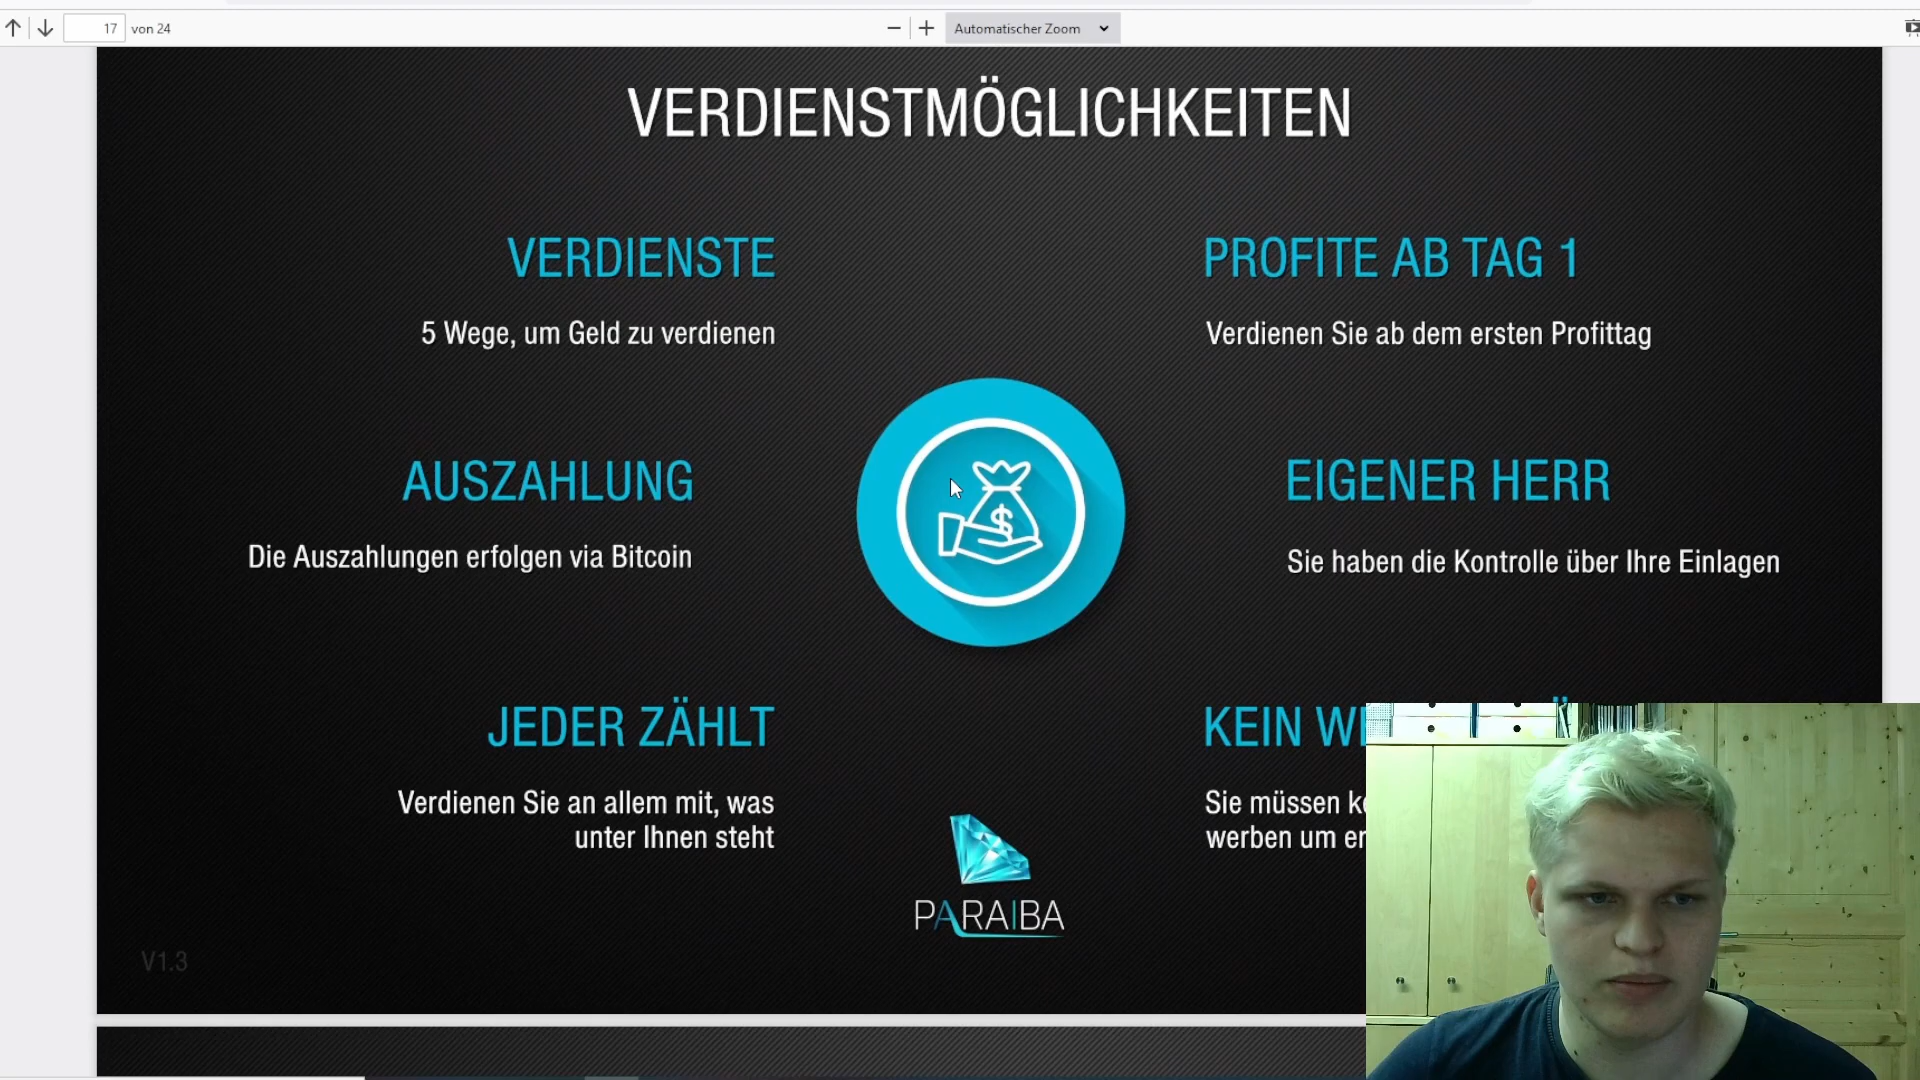 17 von 24
Automatischer Zoom
VERDIENSTMÖGLICHKEITEN
VERDIENSTE
5 Wege, um Geld zu verdienen
PROFITE AB TAG 1
Verdienen Sie ab dem ersten Profittag
AUSZAHLUNG
Die Auszahlungen erfolgen via Bitcoin
EIGENER HERR
Sie haben die Kontrolle über Ihre Einlagen
JEDER ZÄHLT
Verdienen Sie an allem mit, was
unter Ihnen steht
KEIN
Sie müssen
werben um
$
PARAIBA
V1.3